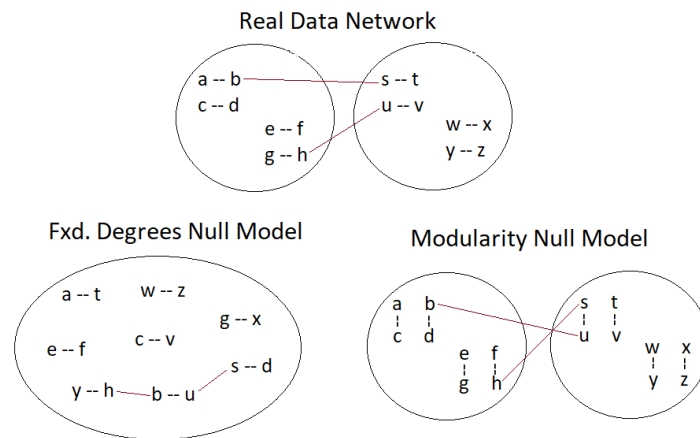 Real Data Network
a -- b
s -- t
c -- d
u -- v
e -- f
w -- x
g -- h
y -- z
Fxd. Degrees Null Model
a -- t
w -- z
g -- x
c -- v
e -- f
s -- d
y -- h
b -- u
Modularity Null Model
a b
s t
c d
u v
e f
w x
g h
y z